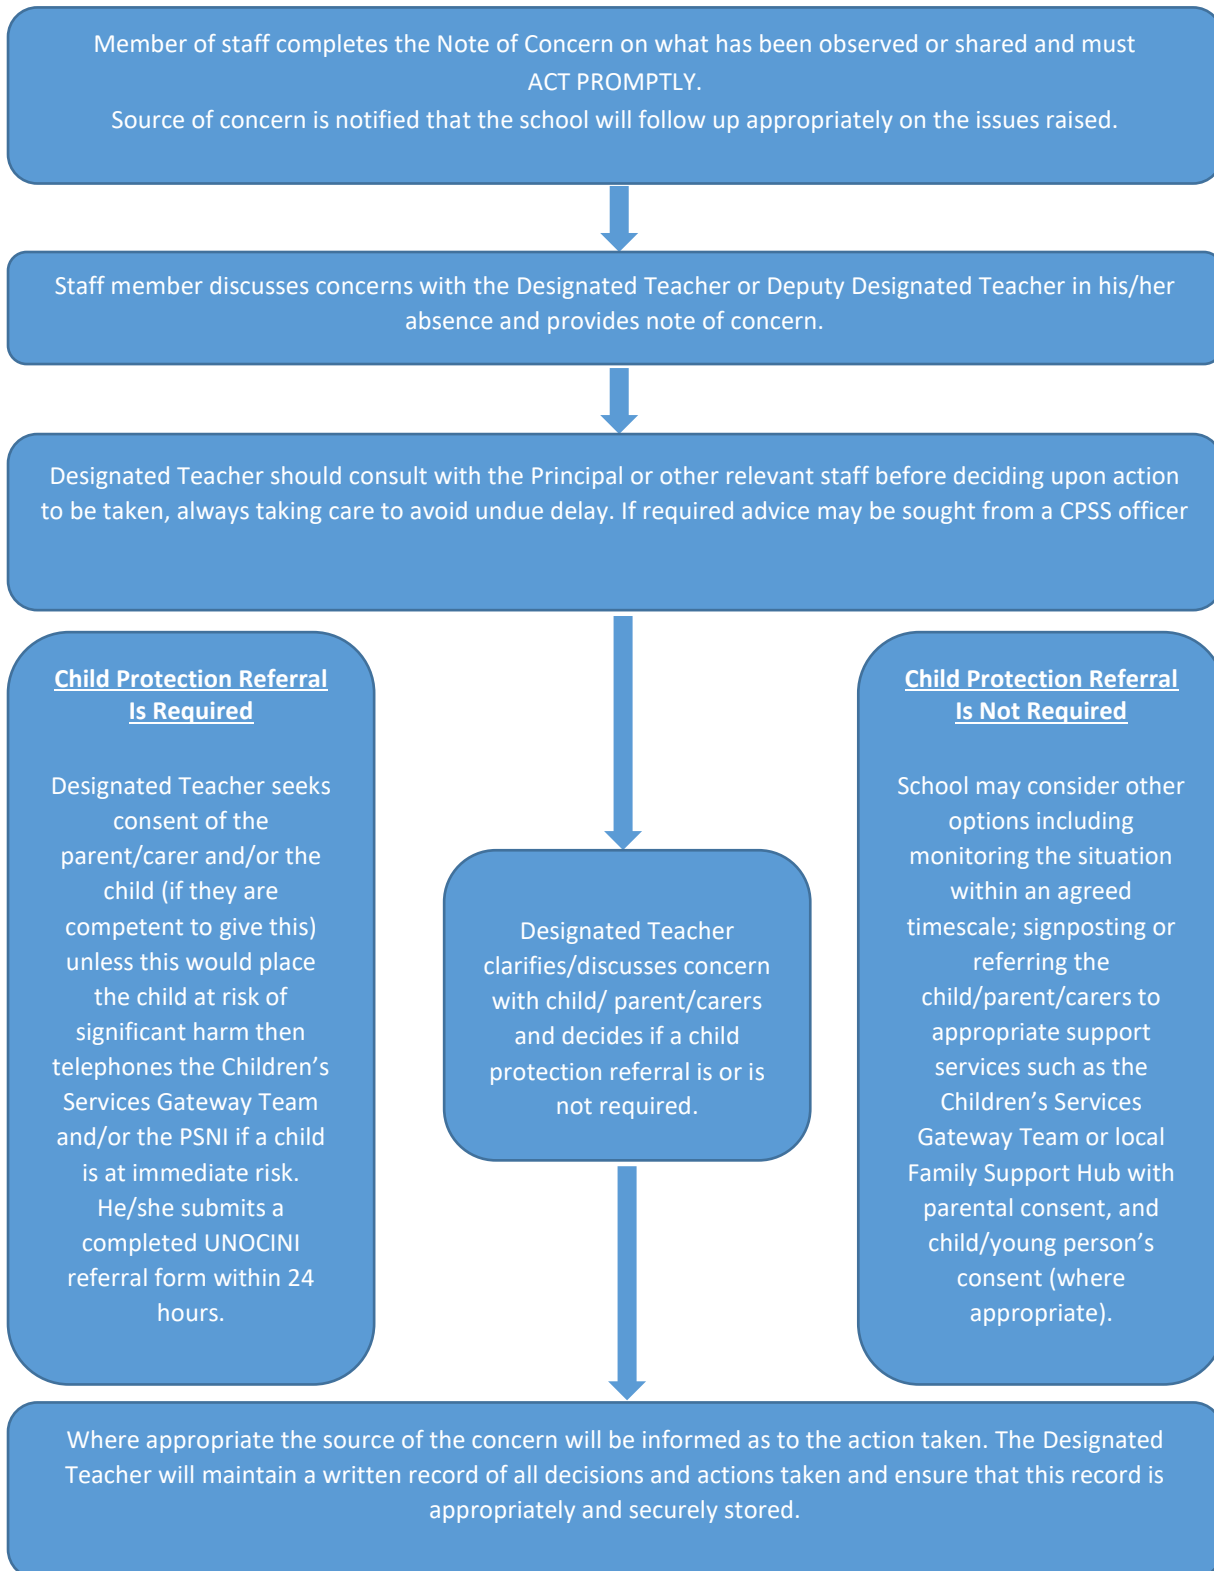 Member of staff completes the Note of Concern on what has been observed or shared and must
ACT PROMPTLY.
Source of concern is notified that the school will follow up appropriately on the issues raised.
Staff member discusses concerns with the Designated Teacher or Deputy Designated Teacher in his/her
absence and provides note of concern.
Designated Teacher should consult with the Principal or other relevant staff before deciding upon action
to be taken, always taking care to avoid undue delay. If required advice may be sought from a CPSS officer
Child Protection Referral
Is Required
Designated Teacher seeks
consent of the
parent/carer and/or the
child (if they are
competent to give this)
unless this would place
the child at risk of
significant harm then
telephones the Children’s
Services Gateway Team
and/or the PSNI if a child
is at immediate risk.
He/she submits a
completed UNOCINI
referral form within 24
hours.
Designated Teacher
clarifies/discusses concern
with child/ parent/carers
and decides if a child
protection referral is or is
not required.
Child Protection Referral
Is Not Required
School may consider other
options including
monitoring the situation
within an agreed
timescale; signposting or
referring the
child/parent/carers to
appropriate support
services such as the
Children’s Services
Gateway Team or local
Family Support Hub with
parental consent, and
child/young person’s
consent (where
appropriate).
Where appropriate the source of the concern will be informed as to the action taken. The Designated
Teacher will maintain a written record of all decisions and actions taken and ensure that this record is
appropriately and securely stored.